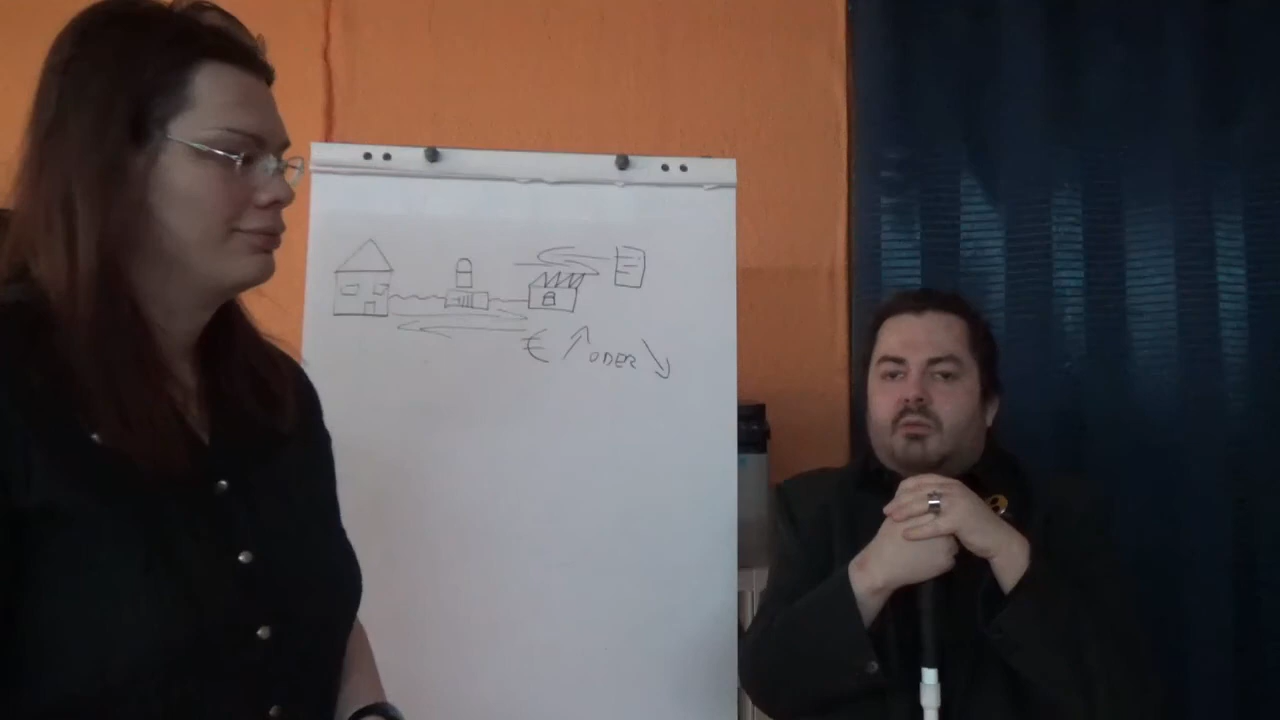 € ↗ ODER ↘